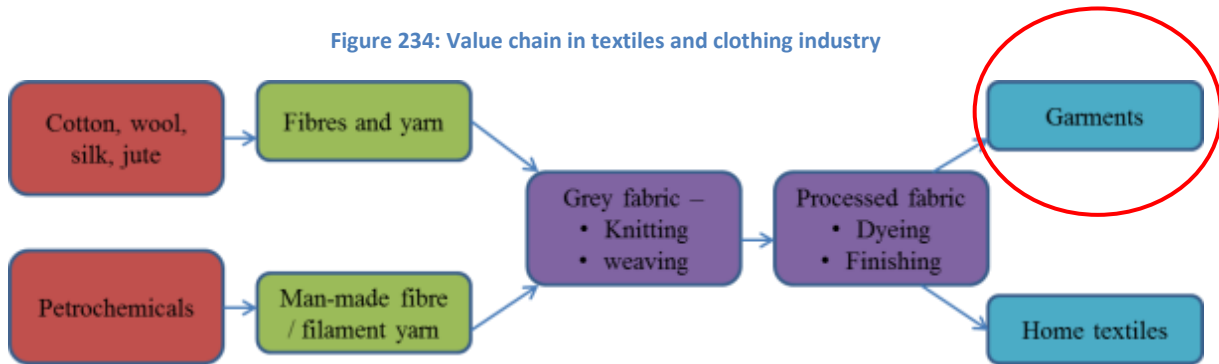 Figure 234: Value chain in textiles and clothing industry
Cotton, wool,
silk, jute
Fibres and yarn
Garments
Grey fabric –
• Knitting
• weaving
Processed fabric
• Dyeing
• Finishing
Petrochemicals
Man-made fibre
/ filament yarn
Home textiles